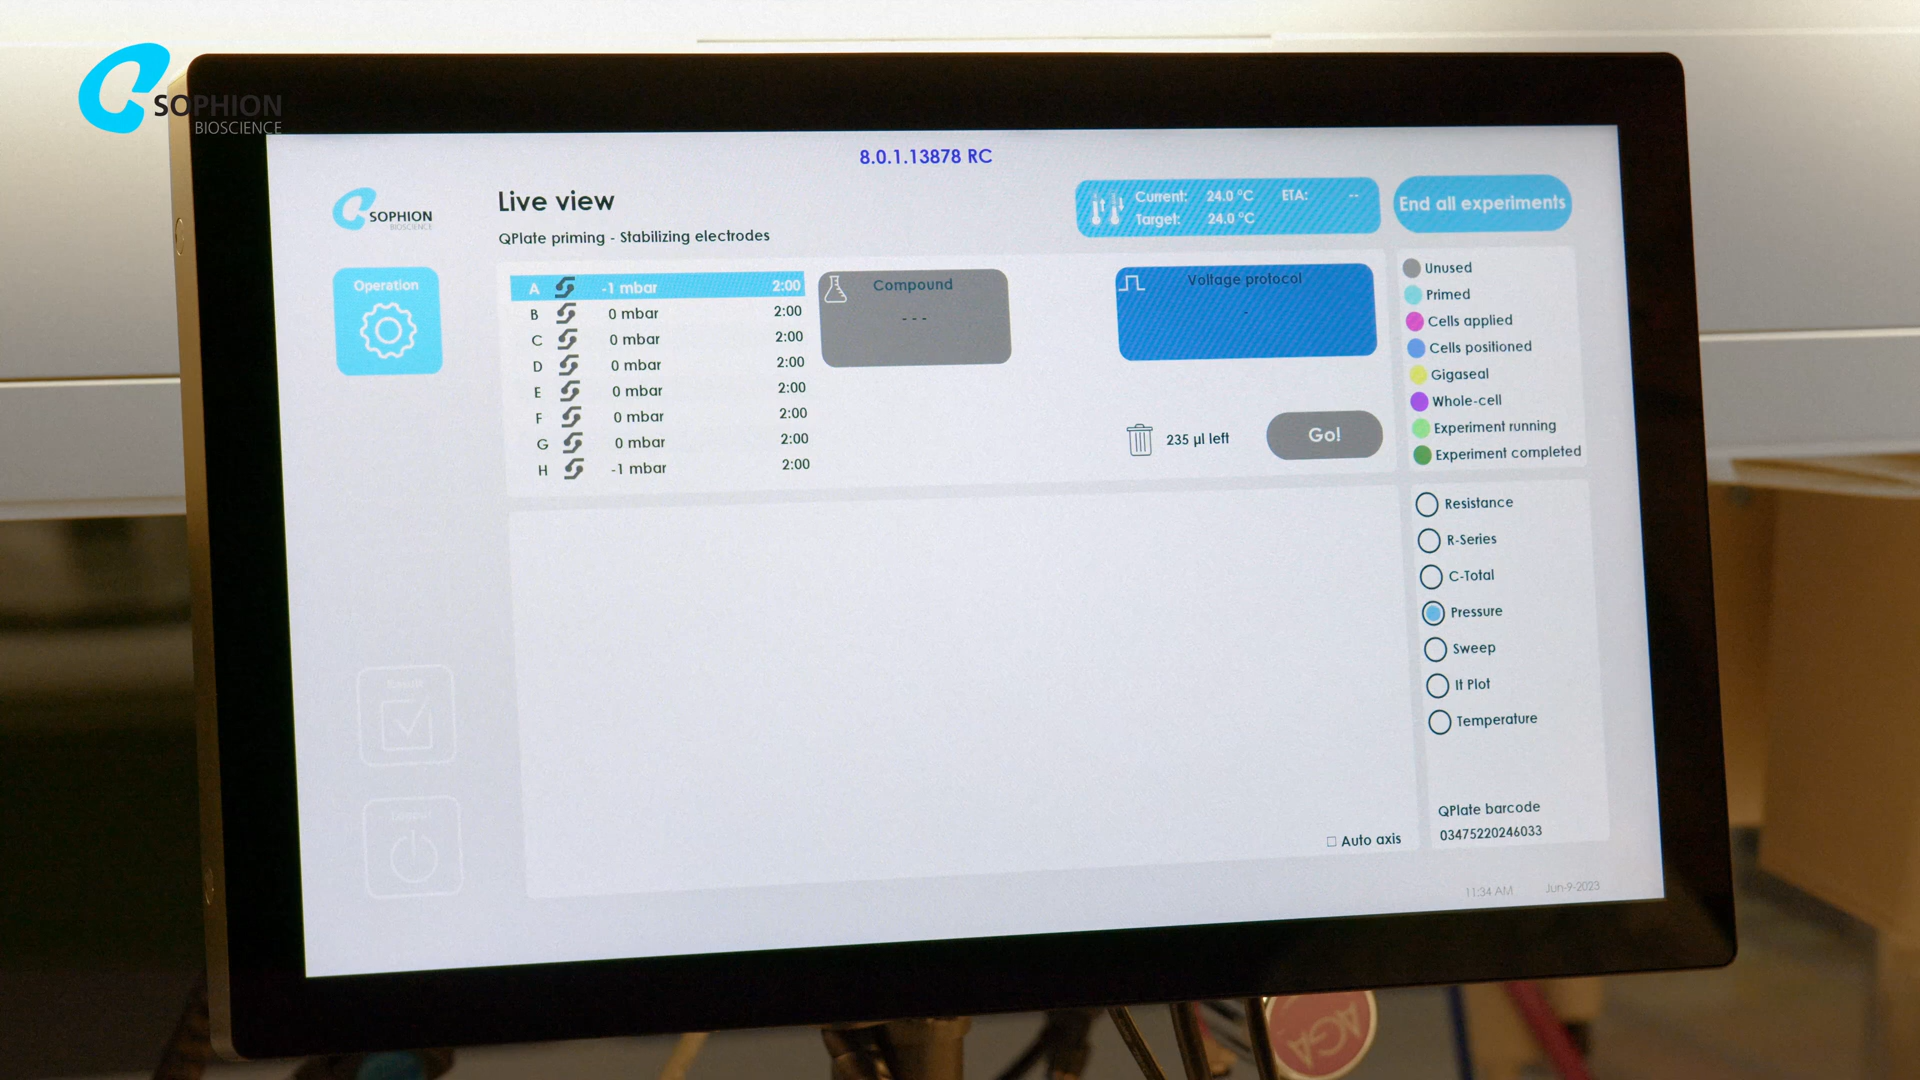 SOPHION
BIOSCIENCE
8.0.1.13878 RC
SOPHION
BIOSCIENCE
Live view
QPlate priming - Stabilizing electrodes
Current: 24.0 °C ETA: --
Target: 24.0 °C
End all experiments
Operation
A -1 mbar 2:00
B 0 mbar 2:00
C 0 mbar 2:00
D 0 mbar 2:00
E 0 mbar 2:00
F 0 mbar 2:00
G 0 mbar 2:00
H -1 mbar 2:00
Compound
- - -
Voltage protocol
-
235 µl left
Go!
Unused
Primed
Cells applied
Cells positioned
Gigaseal
Whole-cell
Experiment running
Experiment completed
Resistance
R-Series
C-Total
Pressure
Sweep
It Plot
Temperature
Auto axis
QPlate barcode
03475220246033
11:34 AM Jun-9-2023
AGA